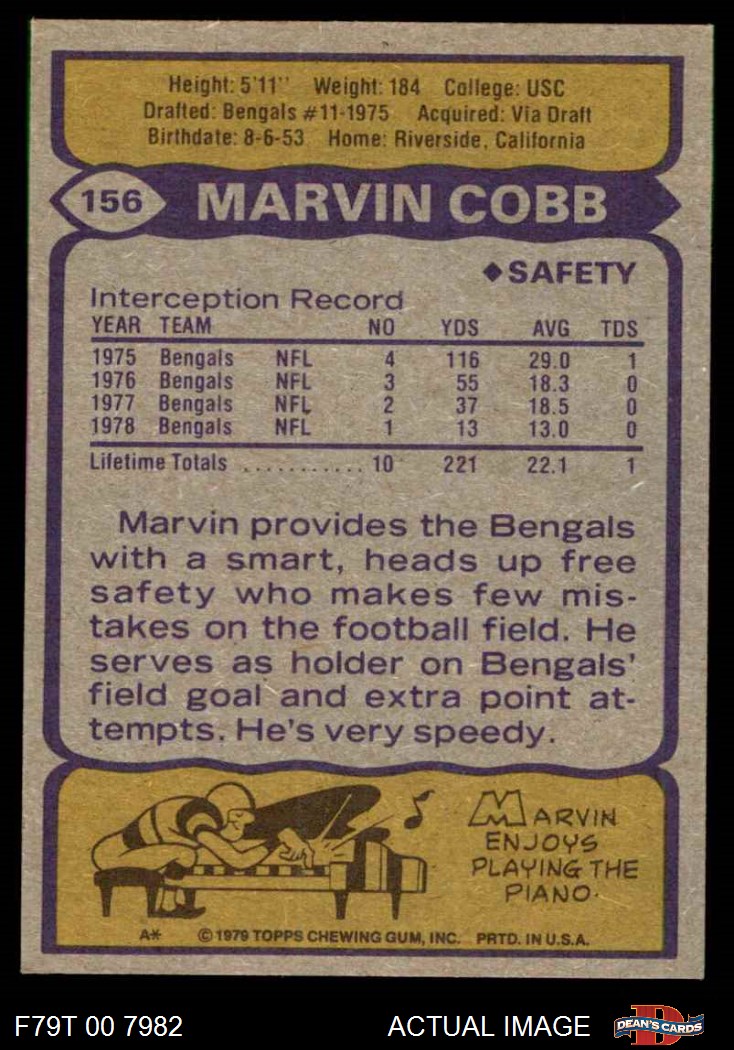 Height: 5'11'' Weight: 184 College: USC
Drafted: Bengals #11-1975 Acquired: Via Draft
Birthdate: 8-6-53 Home: Riverside, California
156 MARVIN COBB
◆SAFETY
Interception Record
YEAR TEAM NO YDS AVG TDS
1975 Bengals NFL 4 116 29.0 1
1976 Bengals NFL 3 55 18.3 0
1977 Bengals NFL 2 37 18.5 0
1978 Bengals NFL 1 13 13.0 0
Lifetime Totals ........... 10 221 22.1 1
Marvin provides the Bengals
with a smart, heads up free
safety who makes few mis-
takes on the football field. He
serves as holder on Bengals'
field goal and extra point at-
tempts. He's very speedy.
MARVIN
ENJOYS
PLAYING THE
PIANO.
A* © 1979 TOPPS CHEWING GUM, INC. PRTD. IN U.S.A.
F79T 00 7982 ACTUAL IMAGE D DEAN'S CARDS